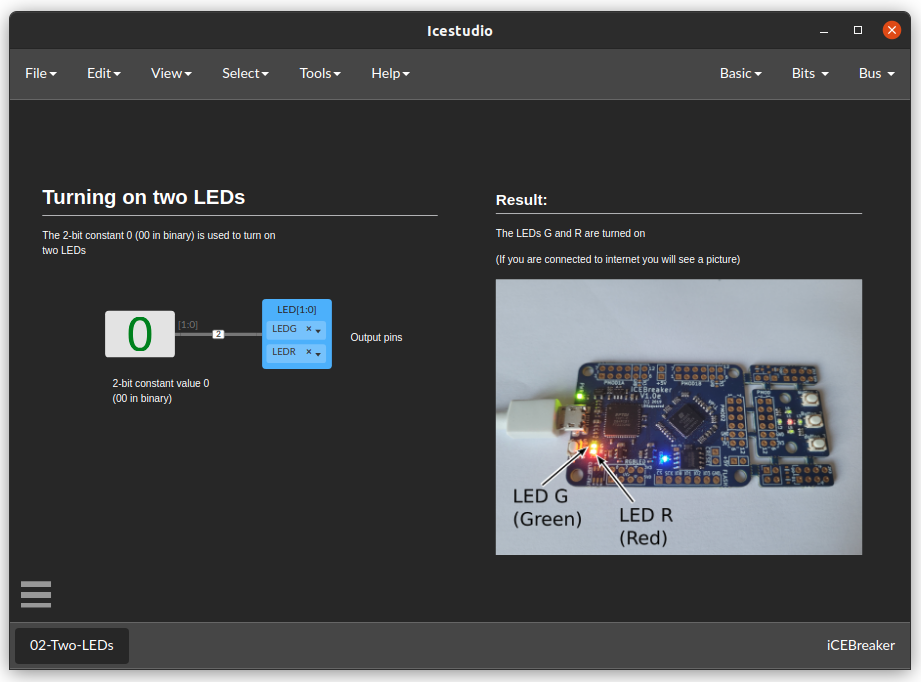 Icestudio
File Edit View Select Tools Help Basic Bits Bus
Turning on two LEDs
The 2-bit constant 0 (00 in binary) is used to turn on
two LEDs
0
[1:0]
2
LED[1:0]
LEDG ×
LEDR ×
Output pins
2-bit constant value 0
(00 in binary)
Result:
The LEDs G and R are turned on
(If you are connected to internet you will see a picture)
PMOD1A
PMOD1B
iCEBreaker
V1.0e
LED G
(Green)
LED R
(Red)
02-Two-LEDs
iCEBreaker